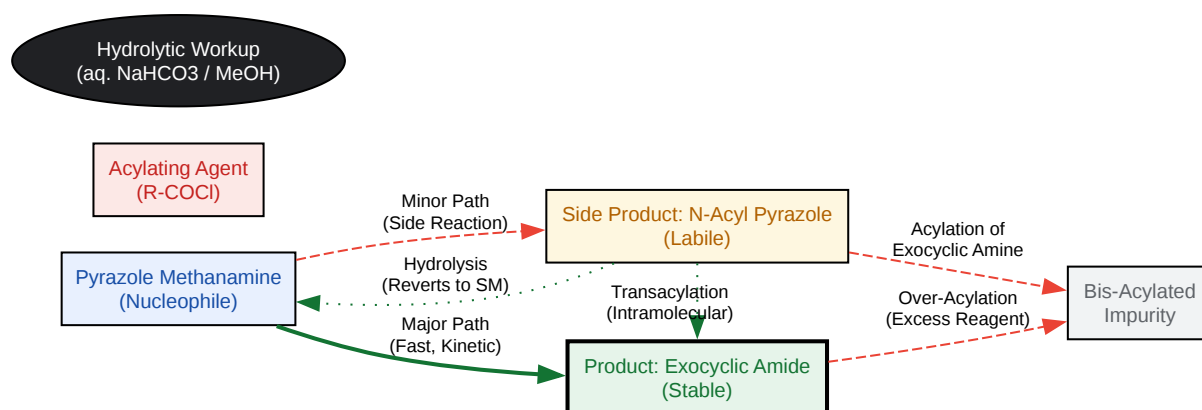 Hydrolytic Workup
(aq. NaHCO3 / MeOH)
Acylating Agent
(R-COCl)
Pyrazole Methanamine
(Nucleophile)
Minor Path
(Side Reaction)
Hydrolysis
(Reverts to SM)
Major Path
(Fast, Kinetic)
Side Product: N-Acyl Pyrazole
(Labile)
Transacylation
(Intramolecular)
Product: Exocyclic Amide
(Stable)
Acylation of
Exocyclic Amine
Over-Acylation
(Excess Reagent)
Bis-Acylated
Impurity